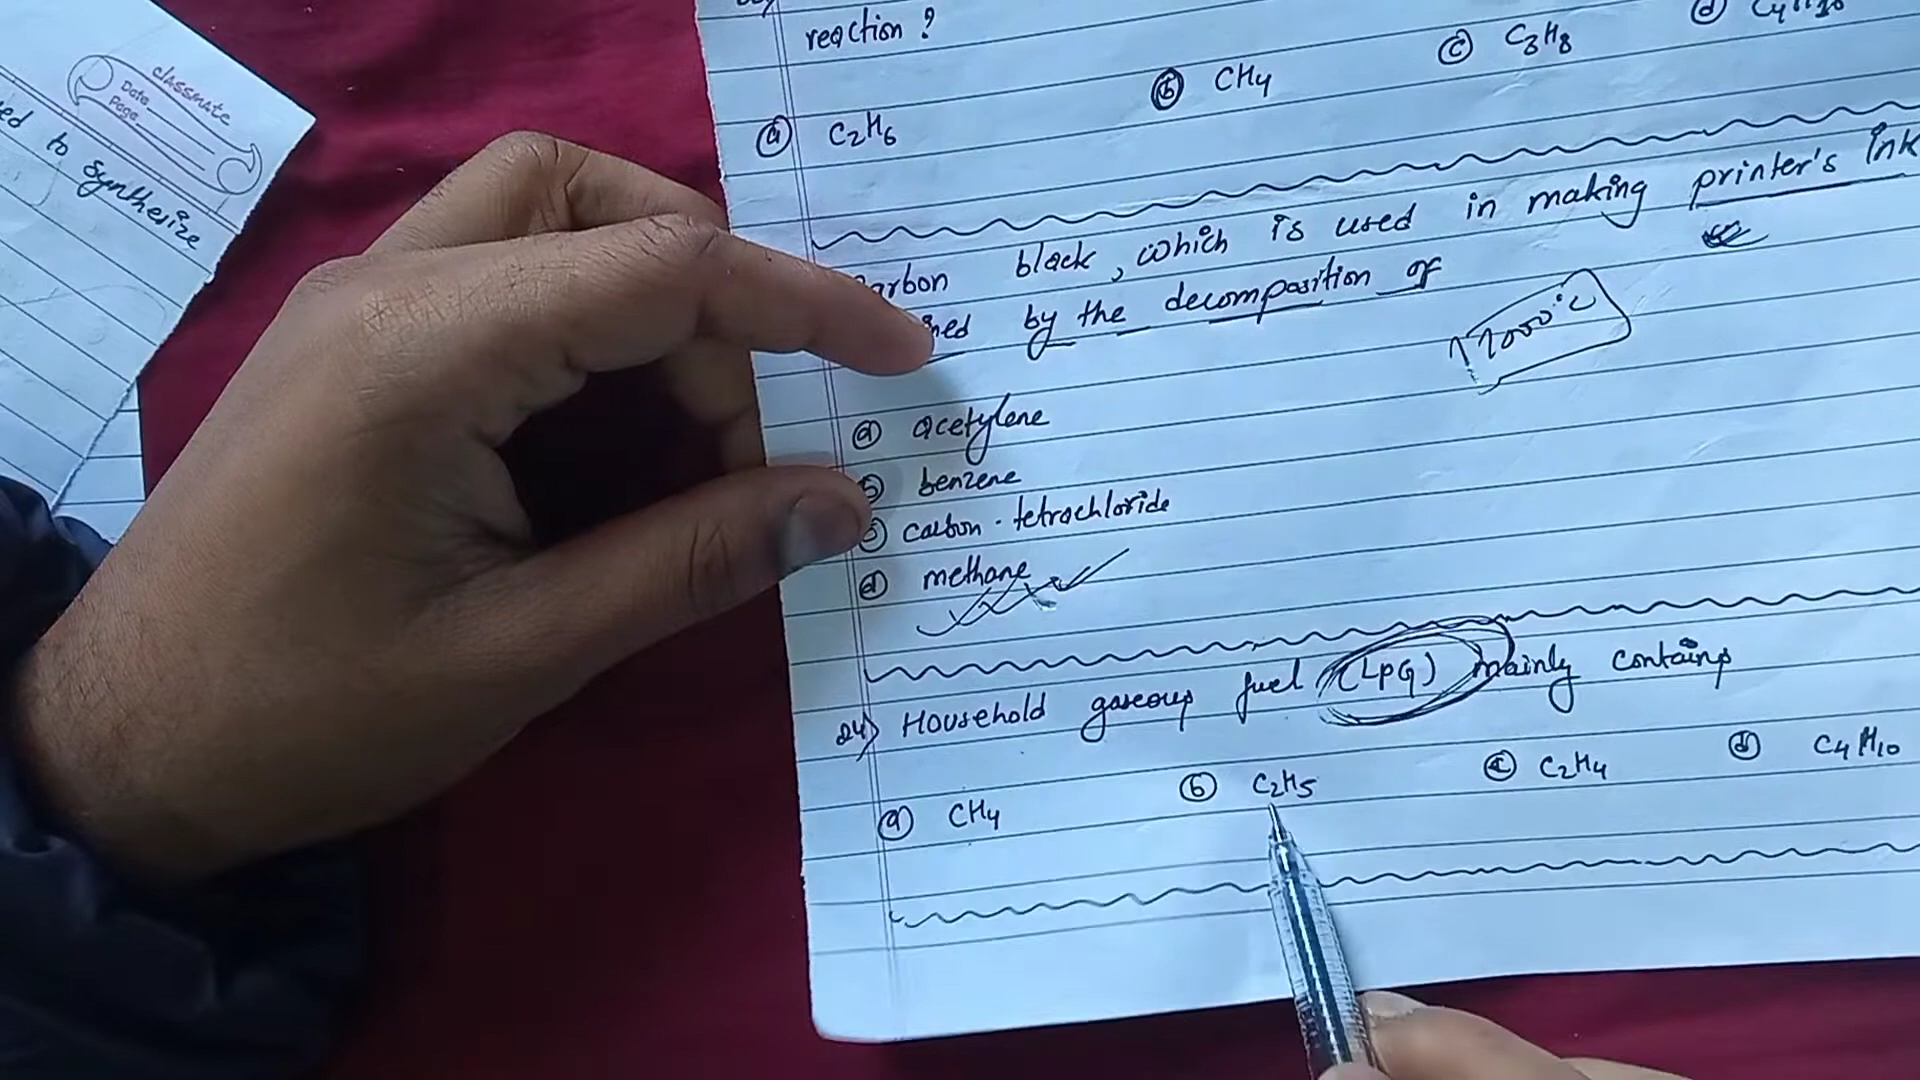 classmate
Date
Page
ed to synthesize
reaction ?
ⓐ C2H6 ⓑ CH4 ⓒ C3H8 ⓓ C4H10
arbon black, which is used in making printer's ink
ined by the decomposition of
1000°C
ⓐ acetylene
ⓑ benzene
ⓒ carbon-tetrachloride
ⓓ methane
24) Household gaseous fuel (LPG) mainly contains
ⓐ CH4 ⓑ C2H5 ⓒ C2H4 ⓓ C4H10